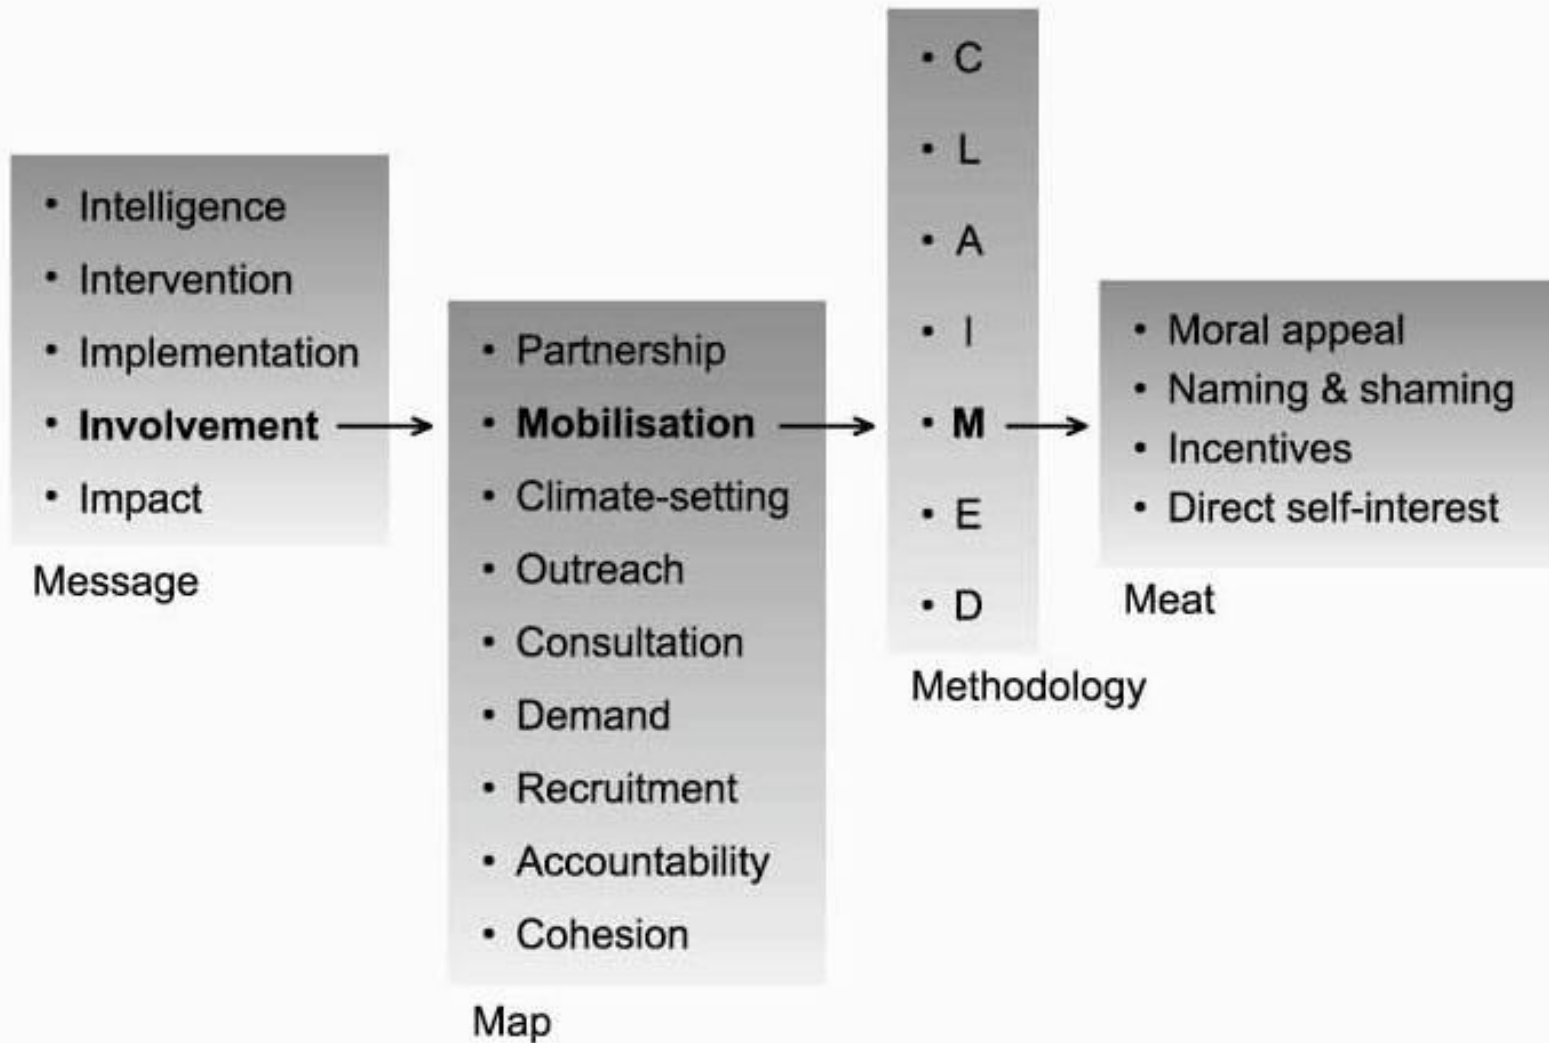 • Intelligence
• Intervention
• Implementation
• Involvement
• Impact
Message
• Partnership
• Mobilisation
• Climate-setting
• Outreach
• Consultation
• Demand
• Recruitment
• Accountability
• Cohesion
Map
• C
• L
• A
• I
• M
• E
• D
Methodology
• Moral appeal
• Naming & shaming
• Incentives
• Direct self-interest
Meat